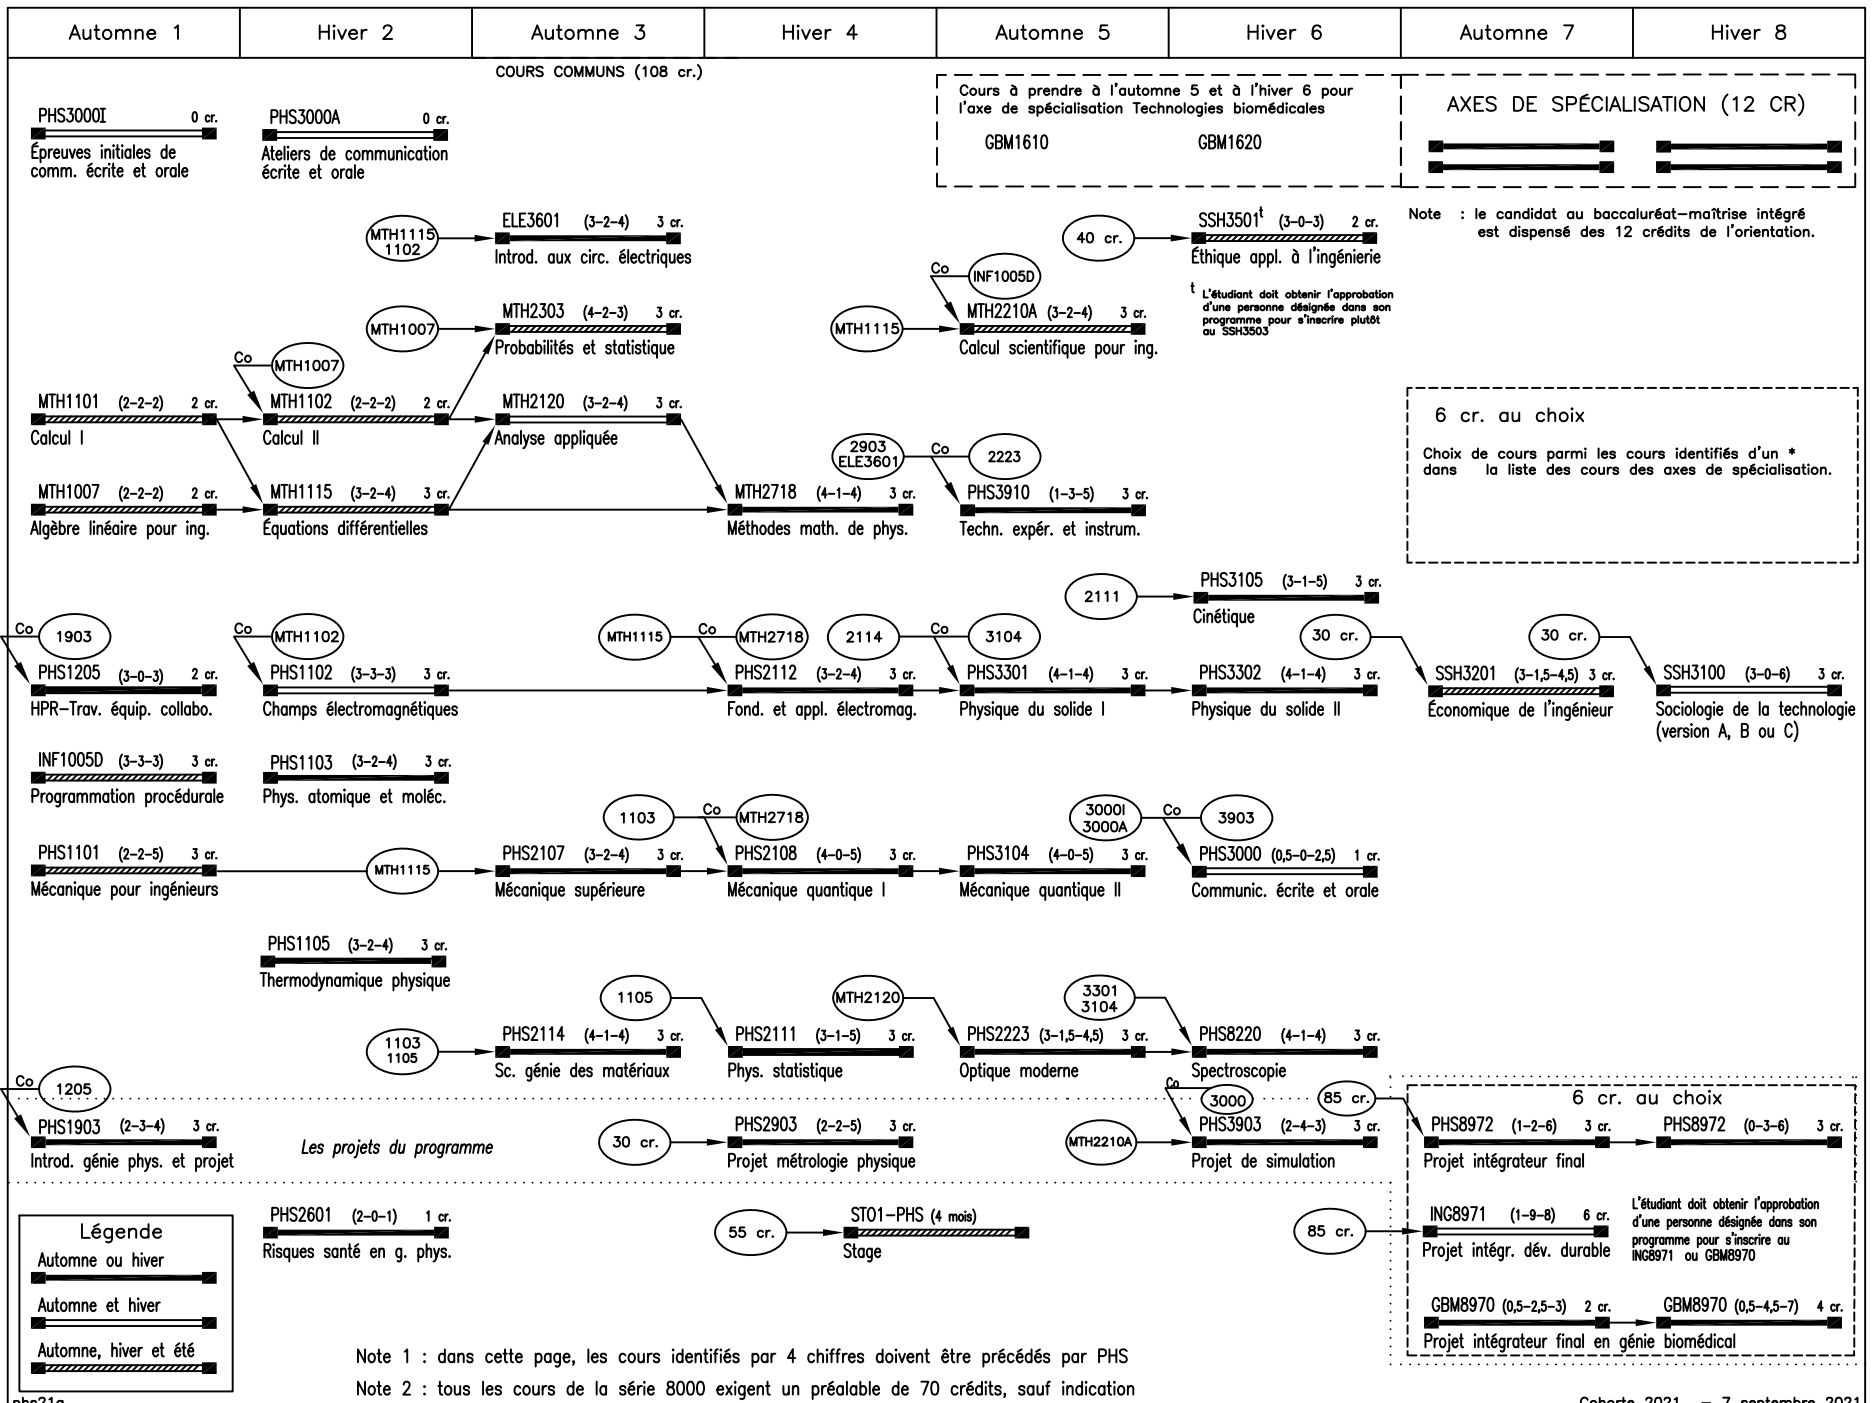 Automne 1
Hiver 2
Automne 3
Hiver 4
Automne 5
Hiver 6
Automne 7
Hiver 8
COURS COMMUNS (108 cr.)
Cours à prendre à l'automne 5 et à l'hiver 6 pour
l'axe de spécialisation Technologies biomédicales
GBM1610
GBM1620
AXES DE SPÉCIALISATION (12 CR)
PHS3000I 0 cr.
Épreuves initiales de
comm. écrite et orale
PHS3000A 0 cr.
Ateliers de communication
écrite et orale
MTH1115
1102
ELE3601 (3-2-4) 3 cr.
Introd. aux circ. électriques
40 cr.
SSH3501t (3-0-3) 2 cr.
Éthique appl. à l'ingénierie
Note : le candidat au baccaluréat-maîtrise intégré
est dispensé des 12 crédits de l'orientation.
Co
INF1005D
t L'étudiant doit obtenir l'approbation
d'une personne désignée dans son
programme pour s'inscrire plutôt
au SSH3503
MTH1007
MTH2303 (4-2-3) 3 cr.
Probabilités et statistique
MTH1115
MTH2210A (3-2-4) 3 cr.
Calcul scientifique pour ing.
Co
MTH1007
MTH1101 (2-2-2) 2 cr.
Calcul I
MTH1102 (2-2-2) 2 cr.
Calcul II
MTH2120 (3-2-4) 3 cr.
Analyse appliquée
6 cr. au choix
Choix de cours parmi les cours identifiés d'un *
dans la liste des cours des axes de spécialisation.
2903
ELE3601
Co
2223
MTH1007 (2-2-2) 2 cr.
Algèbre linéaire pour ing.
MTH1115 (3-2-4) 3 cr.
Équations différentielles
MTH2718 (4-1-4) 3 cr.
Méthodes math. de phys.
PHS3910 (1-3-5) 3 cr.
Techn. expér. et instrum.
2111
PHS3105 (3-1-5) 3 cr.
Cinétique
Co
1903
Co
MTH1102
MTH1115
Co
MTH2718
2114
Co
3104
30 cr.
30 cr.
PHS1205 (3-0-3) 2 cr.
HPR-Trav. équip. collabo.
PHS1102 (3-3-3) 3 cr.
Champs électromagnétiques
PHS2112 (3-2-4) 3 cr.
Fond. et appl. électromag.
PHS3301 (4-1-4) 3 cr.
Physique du solide I
PHS3302 (4-1-4) 3 cr.
Physique du solide II
SSH3201 (3-1,5-4,5) 3 cr.
Économique de l'ingénieur
SSH3100 (3-0-6) 3 cr.
Sociologie de la technologie
(version A, B ou C)
INF1005D (3-3-3) 3 cr.
Programmation procédurale
PHS1103 (3-2-4) 3 cr.
Phys. atomique et moléc.
1103
Co
MTH2718
3000I
3000A
Co
3903
PHS1101 (2-2-5) 3 cr.
Mécanique pour ingénieurs
MTH1115
PHS2107 (3-2-4) 3 cr.
Mécanique supérieure
PHS2108 (4-0-5) 3 cr.
Mécanique quantique I
PHS3104 (4-0-5) 3 cr.
Mécanique quantique II
PHS3000 (0,5-0-2,5) 1 cr.
Communic. écrite et orale
PHS1105 (3-2-4) 3 cr.
Thermodynamique physique
1105
MTH2120
3301
3104
1103
1105
PHS2114 (4-1-4) 3 cr.
Sc. génie des matériaux
PHS2111 (3-1-5) 3 cr.
Phys. statistique
PHS2223 (3-1,5-4,5) 3 cr.
Optique moderne
PHS8220 (4-1-4) 3 cr.
Spectroscopie
Co
1205
Co
3000
85 cr.
6 cr. au choix
PHS1903 (2-3-4) 3 cr.
Introd. génie phys. et projet
Les projets du programme
30 cr.
PHS2903 (2-2-5) 3 cr.
Projet métrologie physique
MTH2210A
PHS3903 (2-4-3) 3 cr.
Projet de simulation
PHS8972 (1-2-6) 3 cr.
Projet intégrateur final
PHS8972 (0-3-6) 3 cr.
Légende
Automne ou hiver
Automne et hiver
Automne, hiver et été
PHS2601 (2-0-1) 1 cr.
Risques santé en g. phys.
55 cr.
ST01-PHS (4 mois)
Stage
85 cr.
ING8971 (1-9-8) 6 cr.
Projet intégr. dév. durable
L'étudiant doit obtenir l'approbation
d'une personne désignée dans son
programme pour s'inscrire au
ING8971 ou GBM8970
GBM8970 (0,5-2,5-3) 2 cr.
GBM8970 (0,5-4,5-7) 4 cr.
Projet intégrateur final en génie biomédical
Note 1 : dans cette page, les cours identifiés par 4 chiffres doivent être précédés par PHS
Note 2 : tous les cours de la série 8000 exigent un préalable de 70 crédits, sauf indication
phs21a
Cohorte 2021 - 7 septembre 2021